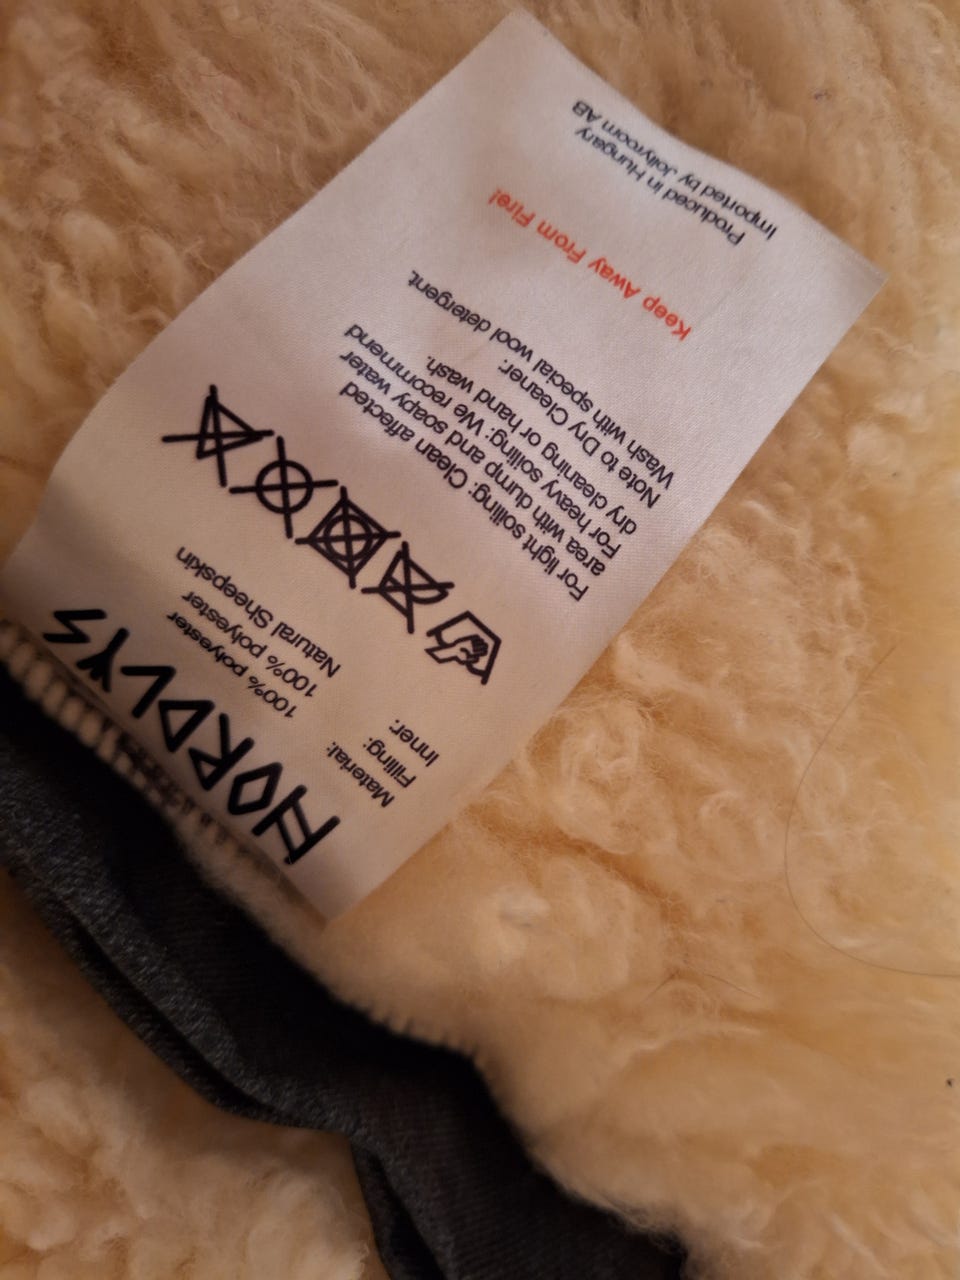 NORDLYS
Material: 100% polyester
Filling: 100% polyester
Inner: Natural Sheepskin
For light soiling: Clean affected
area with dump and soapy water
For heavy soiling: We recommend
dry cleaning or hand wash.
Note to Dry Cleaner:
Wash with special wool detergent.
Keep Away From Fire!
Produced in Hungary
Imported by Jollyroom AB